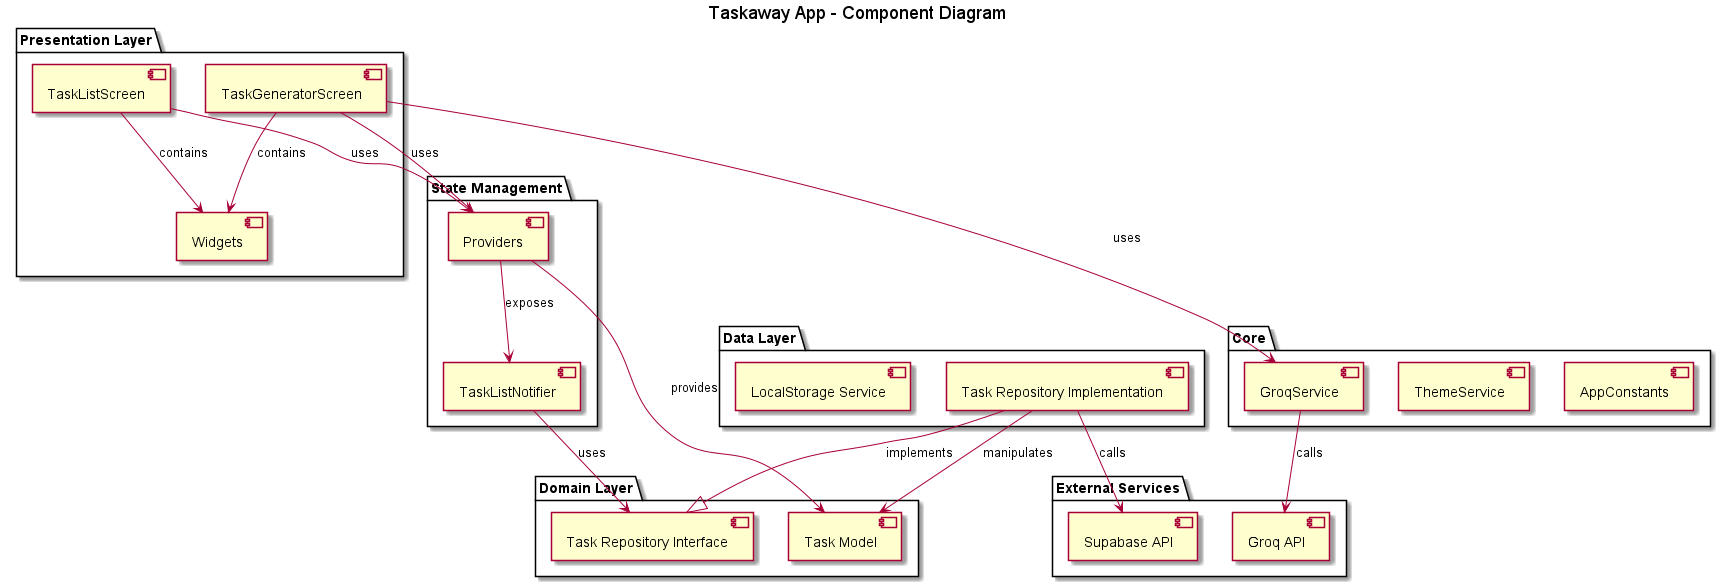 Taskaway App - Component Diagram
Presentation Layer
TaskListScreen
TaskGeneratorScreen
contains
contains
uses
uses
uses
State Management
Widgets
Providers
exposes
provides
Data Layer
Core
TaskListNotifier
LocalStorage Service
Task Repository Implementation
GroqService
ThemeService
AppConstants
uses
implements
manipulates
calls
calls
Domain Layer
External Services
Task Repository Interface
Task Model
Supabase API
Groq API